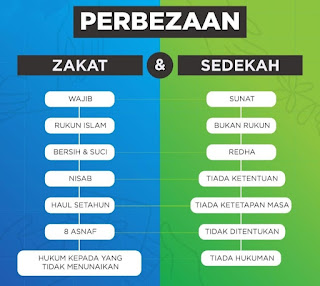 PERBEZAAN
ZAKAT & SEDEKAH
WAJIB SUNAT
RUKUN ISLAM BUKAN RUKUN
BERSIH & SUCI REDHA
NISAB TIADA KETENTUAN
HAUL SETAHUN TIADA KETETAPAN MASA
8 ASNAF TIDAK DITENTUKAN
HUKUM KEPADA YANG TIADA HUKUMAN
TIDAK MENUNAIKAN